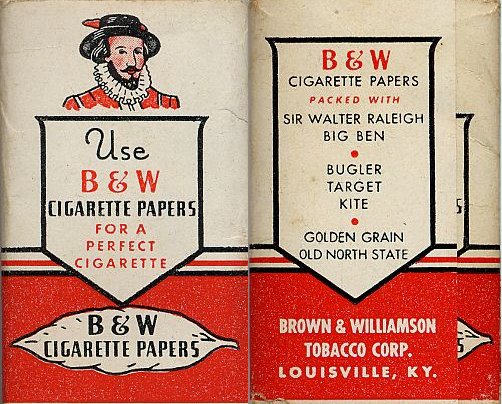 Use
B & W
CIGARETTE PAPERS
FOR A
PERFECT
CIGARETTE
B & W
CIGARETTE PAPERS
B & W
CIGARETTE PAPERS
PACKED WITH
SIR WALTER RALEIGH
BIG BEN
BUGLER
TARGET
KITE
GOLDEN GRAIN
OLD NORTH STATE
BROWN & WILLIAMSON
TOBACCO CORP.
LOUISVILLE, KY.